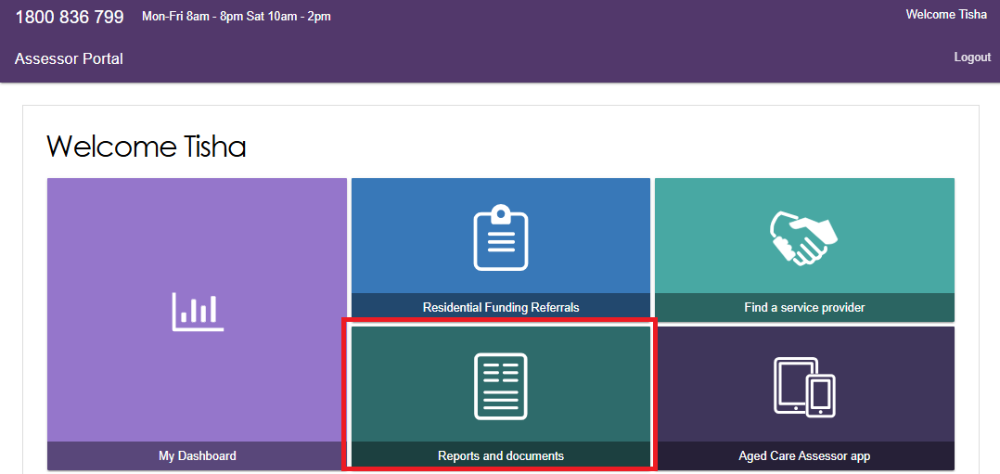 1800 836 799 Mon-Fri 8am - 8pm Sat 10am - 2pm Welcome Tisha
Assessor Portal Logout
Welcome Tisha
Residential Funding Referrals Find a service provider
My Dashboard Reports and documents Aged Care Assessor app